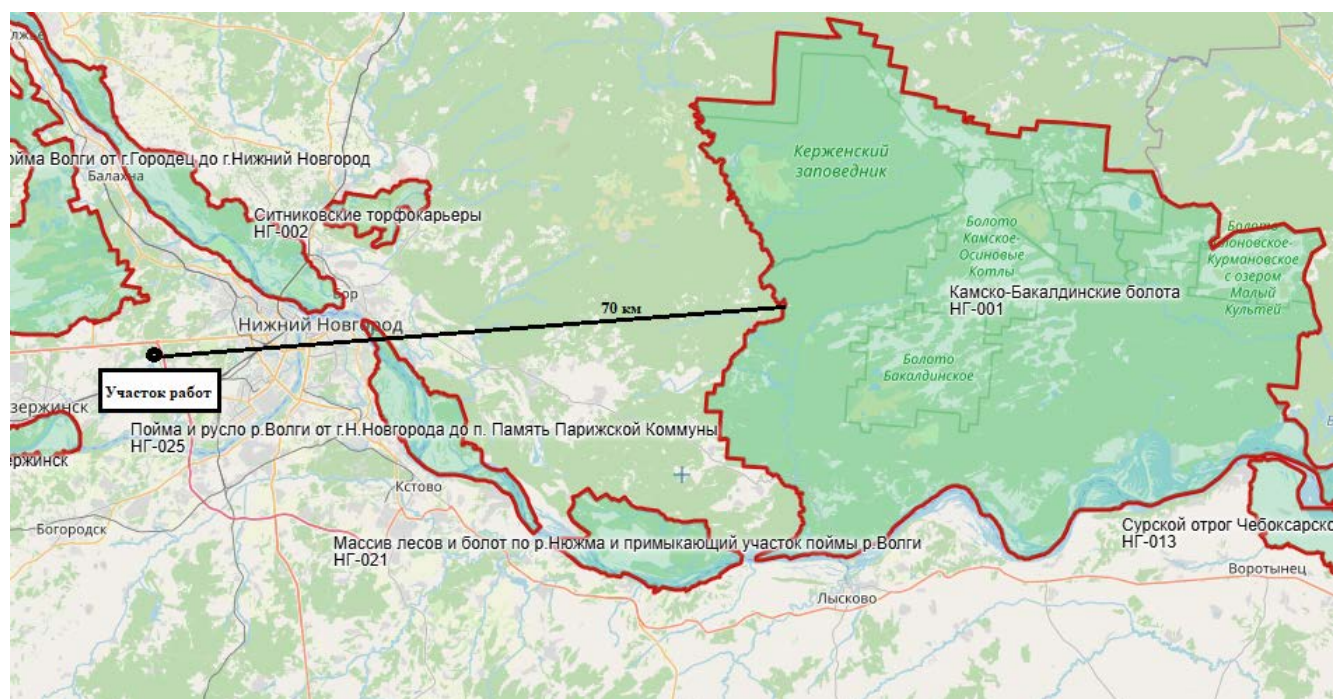 лжье
ойма Волги от г.Городец до г.Нижний Новгород
Балахна
Керженский
заповедник
Ситниковские торфокарьеры
НГ-002
Болото
Камско-
Осиновые
Котлы
Болото
лоновское-
Курмановское
с озером
Малый
Культей
Бор
Камско-Бакалдинские болота
НГ-001
70 км
Нижний Новгород
Болото
Бакалдинское
Участок работ
зержинск
Пойма и русло р.Волги от г.Н.Новгорода до п. Память Парижской Коммуны
НГ-025
ержинск
Кстово
Богородск
Сурской отрог Чебоксарско
НГ-013
Массив лесов и болот по р.Нюжма и примыкающий участок поймы р.Волги
НГ-021
Воротынец
Лысково